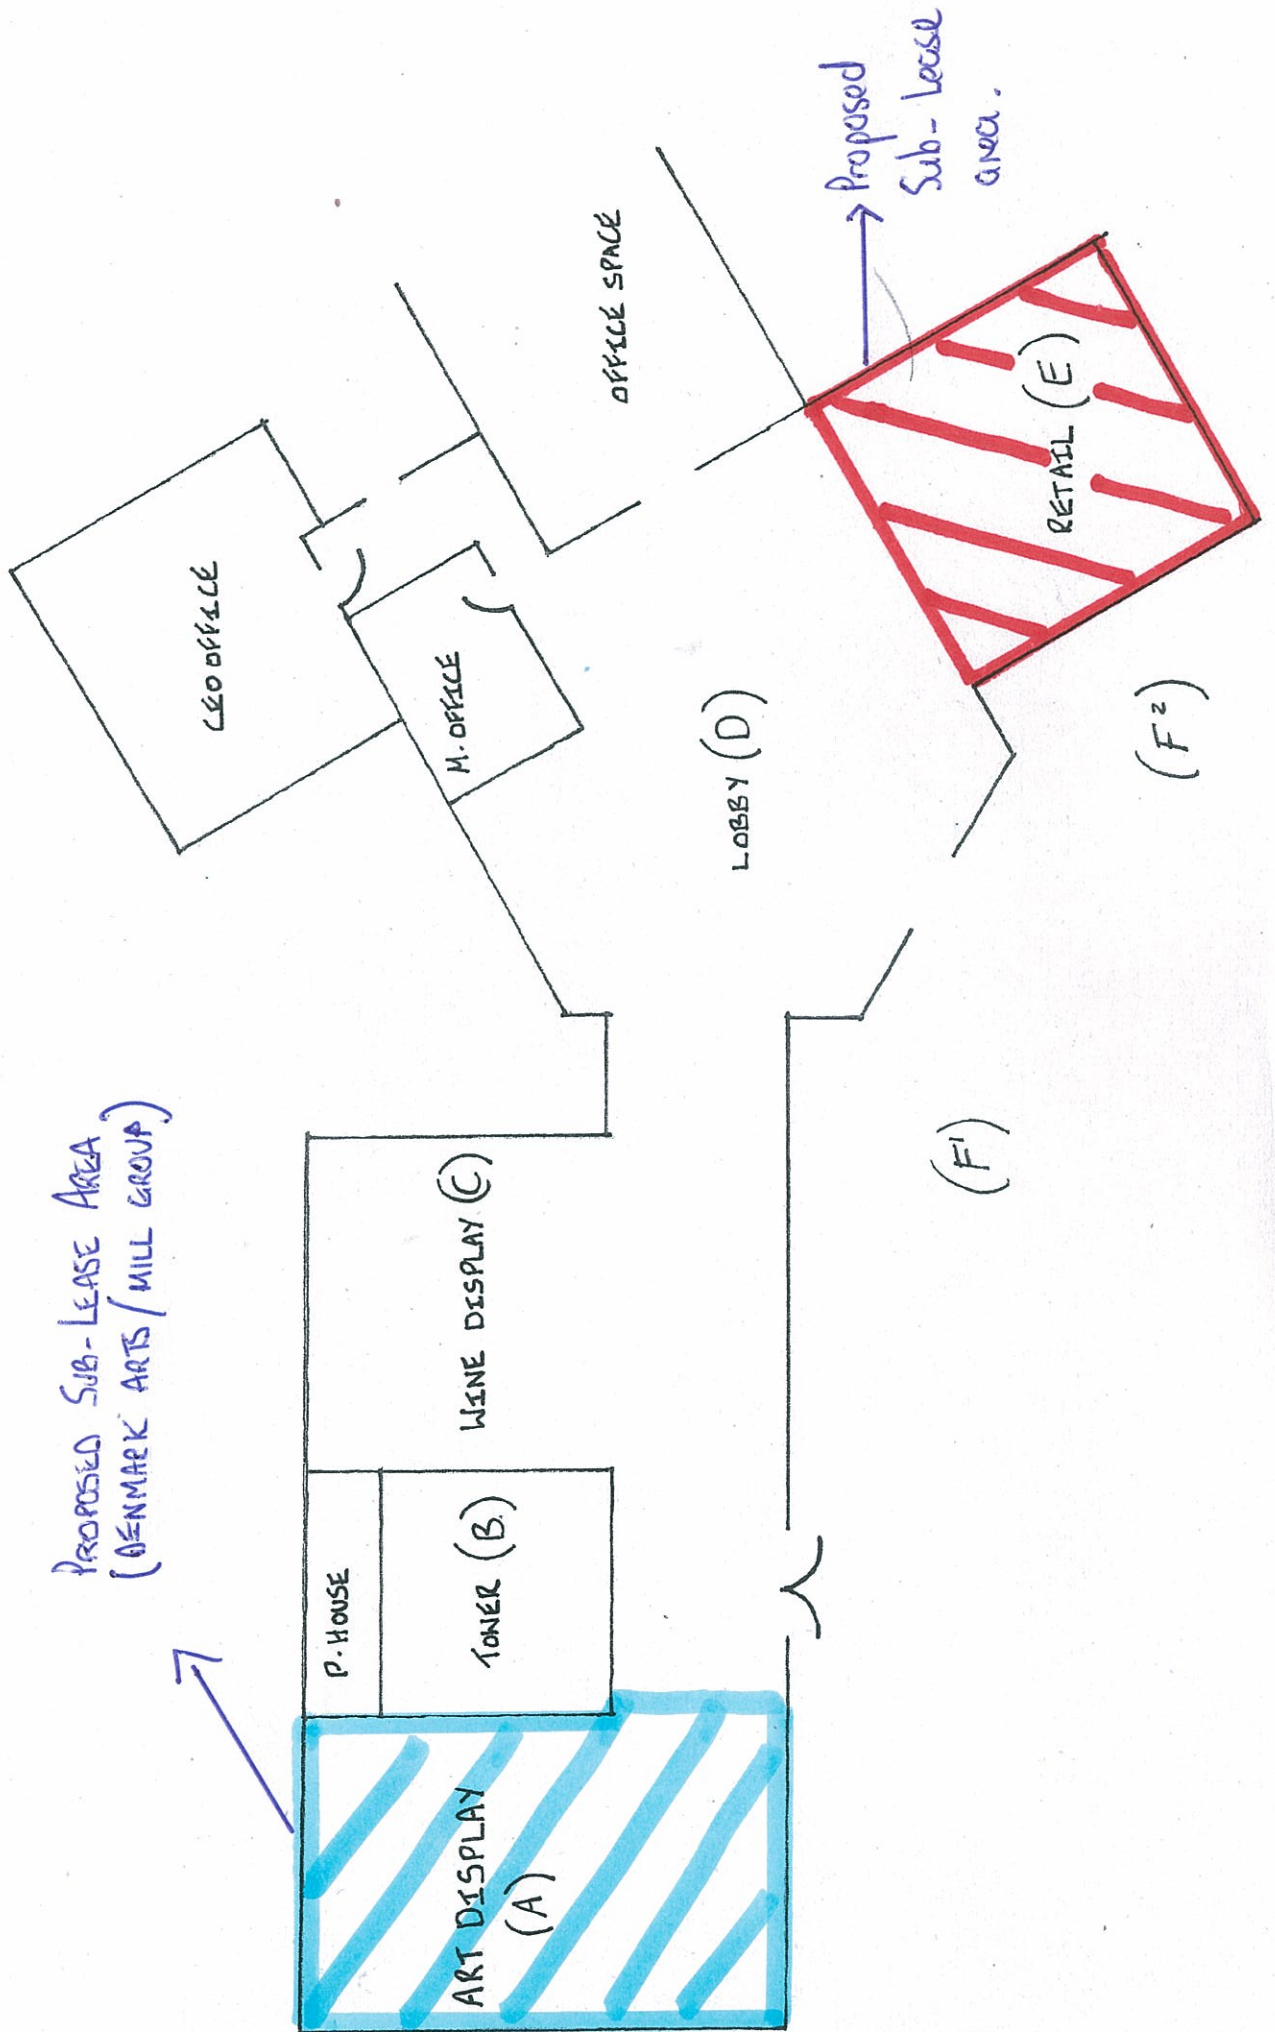 PROPOSED SUB-LEASE AREA
(DENMARK ARTS/MILL GROUP)
P. HOUSE
TOWER (B)
ART DISPLAY
(A)
WINE DISPLAY (C)
CEO OFFICE
M. OFFICE
OFFICE SPACE
LOBBY (D)
RETAIL (E)
Proposed
Sub-Lease
area.
(F¹)
(F²)